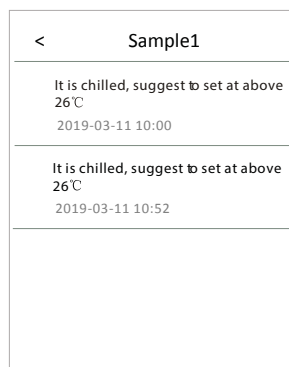 < Sample1
It is chilled, suggest to set at above
26℃
2019-03-11 10:00
It is chilled, suggest to set at above
26℃
2019-03-11 10:52